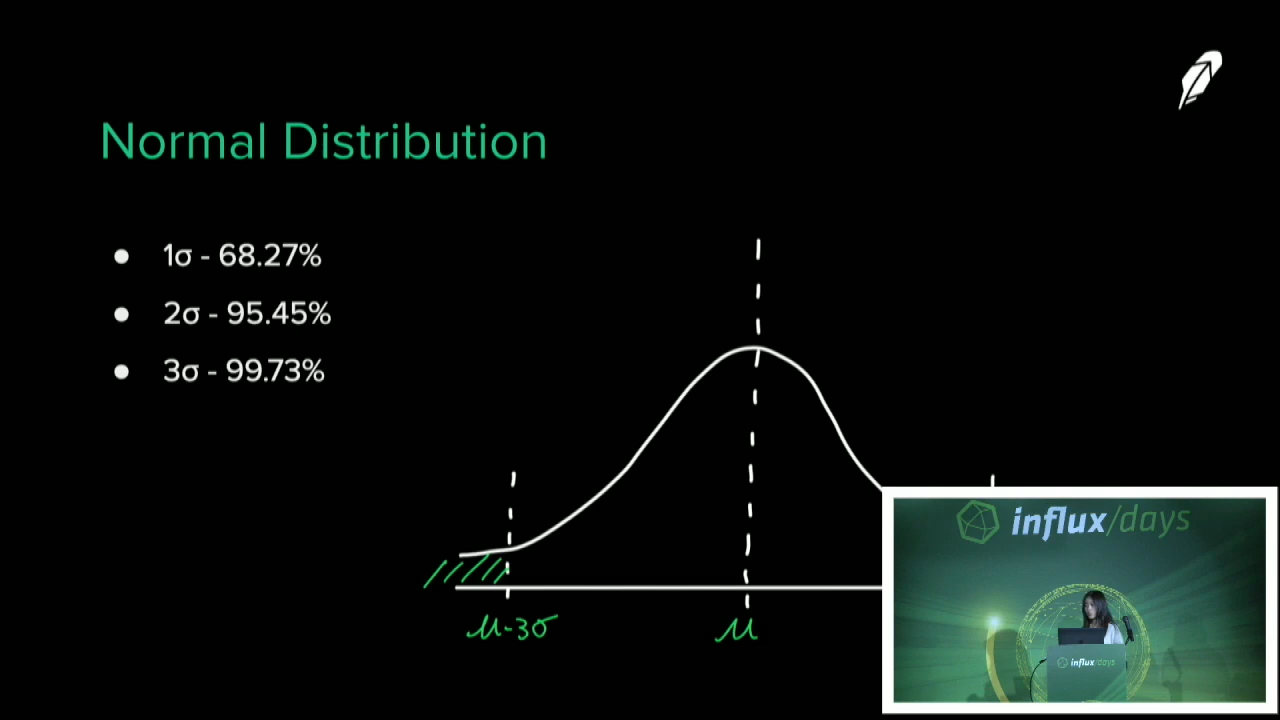 Normal Distribution
● 1σ - 68.27%
● 2σ - 95.45%
● 3σ - 99.73%
μ-3σ
μ
influx/days
influx/days